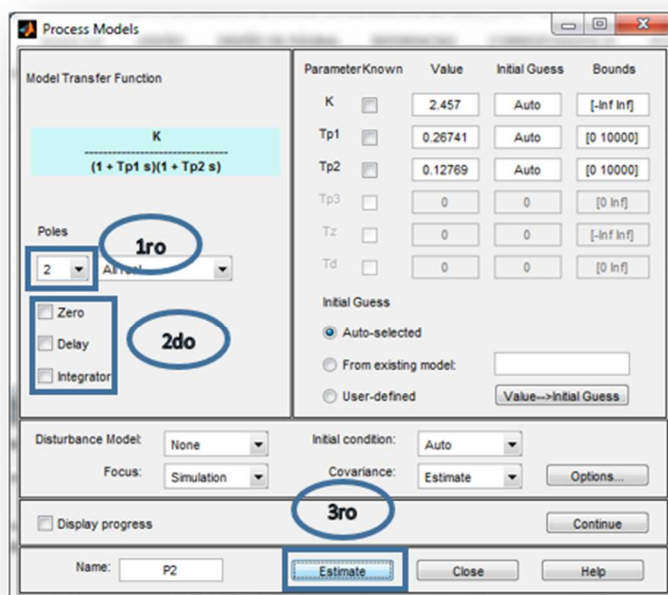 Process Models
Model Transfer Function
K
(1 + Tp1 s)(1 + Tp2 s)
Poles
2
1ro
Zero
Delay
Integrator
2do
Parameter Known Value Initial Guess Bounds
K 2.457 Auto [-Inf Inf]
Tp1 0.26741 Auto [0 10000]
Tp2 0.12769 Auto [0 10000]
Tp3 0 0 [0 Inf]
Tz 0 0 [-Inf Inf]
Td 0 0 [0 Inf]
Initial Guess
Auto-selected
From existing model:
User-defined Value-->Initial Guess
Disturbance Model: None Initial condition: Auto
Focus: Simulation Covariance: Estimate Options...
3ro
Display progress Continue
Name: P2 Estimate Close Help